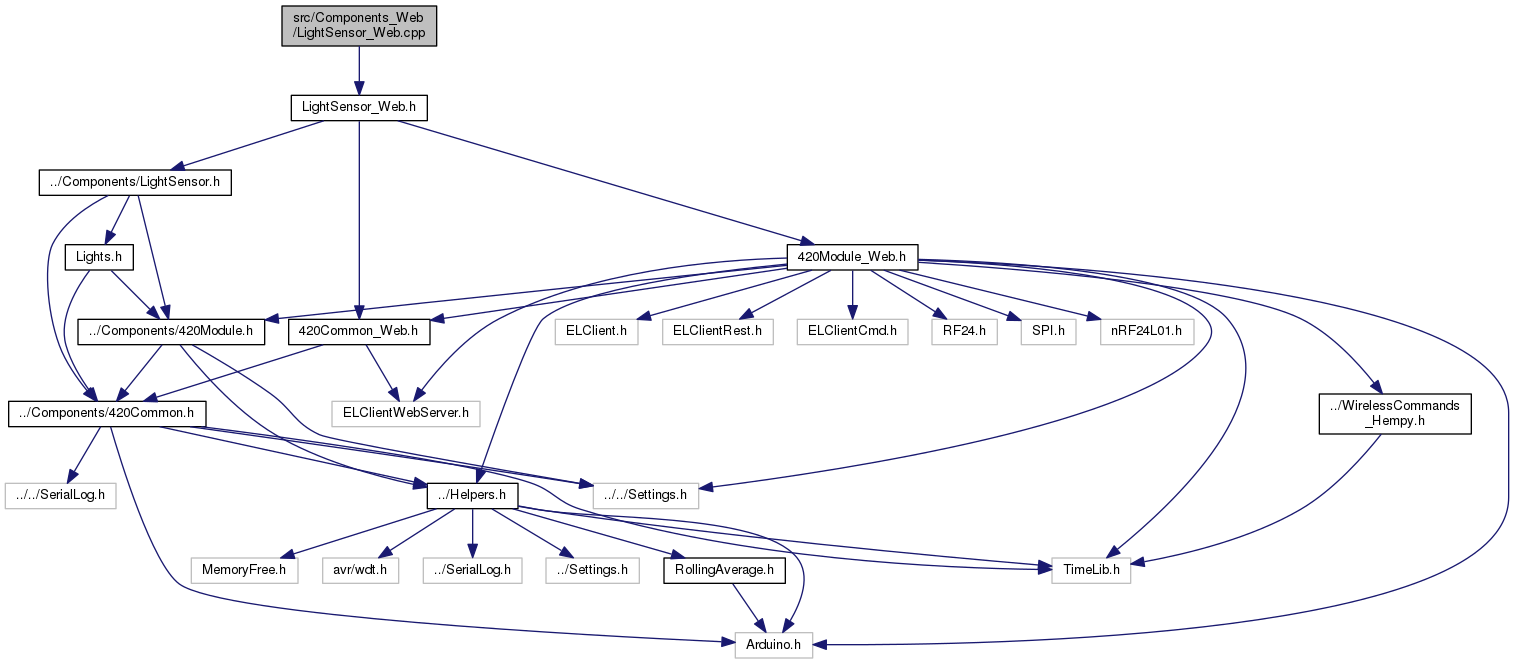 src/Components_Web
/LightSensor_Web.cpp
LightSensor_Web.h
../Components/LightSensor.h
Lights.h
420Module_Web.h
../Components/420Module.h
420Common_Web.h
ELClient.h
ELClientRest.h
ELClientCmd.h
RF24.h
SPI.h
nRF24L01.h
../Components/420Common.h
ELClientWebServer.h
../WirelessCommands
_Hempy.h
../../SerialLog.h
../Helpers.h
../../Settings.h
MemoryFree.h
avr/wdt.h
../SerialLog.h
../Settings.h
RollingAverage.h
TimeLib.h
Arduino.h